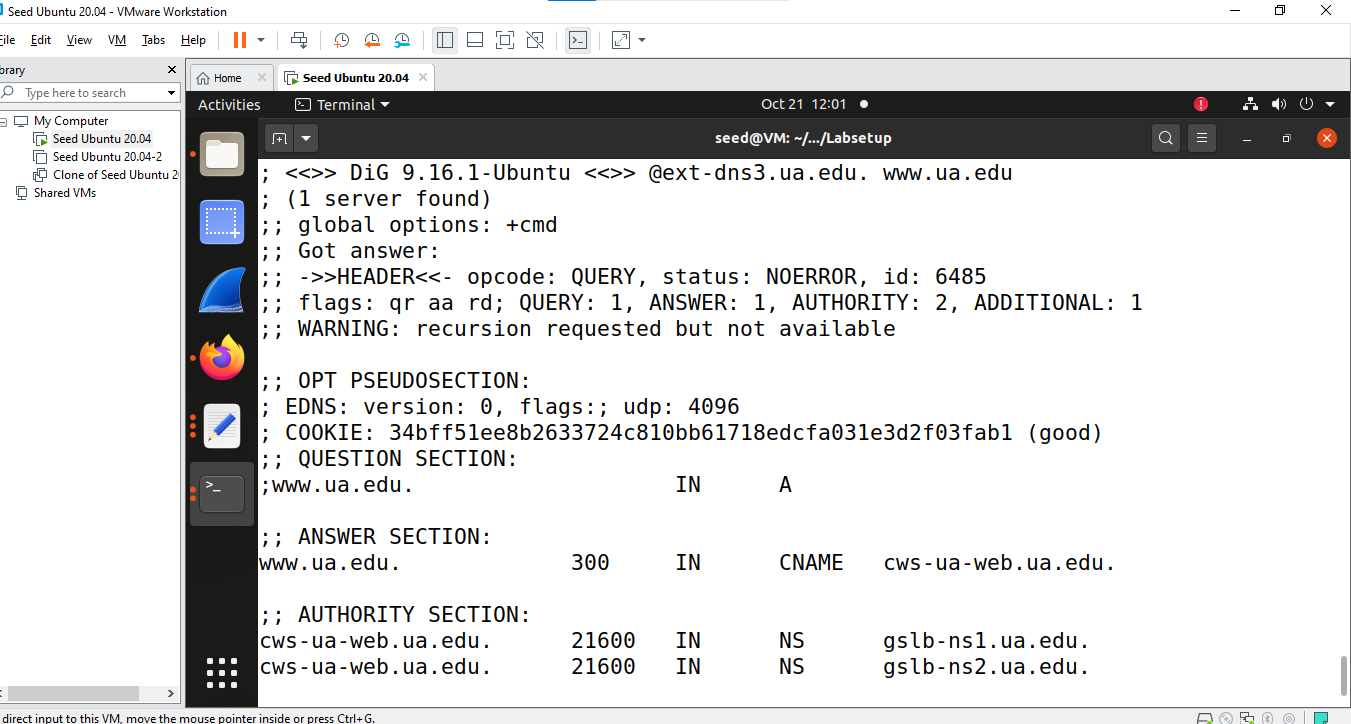 Seed Ubuntu 20.04 - VMware Workstation
File Edit View VM Tabs Help
brary
Type here to search
My Computer
Seed Ubuntu 20.04
Seed Ubuntu 20.04-2
Clone of Seed Ubuntu 2
Shared VMs
Home Seed Ubuntu 20.04
Activities Terminal Oct 21 12:01
seed@VM: ~/.../Labsetup
; <<>> DiG 9.16.1-Ubuntu <<>> @ext-dns3.ua.edu. www.ua.edu
; (1 server found)
;; global options: +cmd
;; Got answer:
;; ->>HEADER<<- opcode: QUERY, status: NOERROR, id: 6485
;; flags: qr aa rd; QUERY: 1, ANSWER: 1, AUTHORITY: 2, ADDITIONAL: 1
;; WARNING: recursion requested but not available
;; OPT PSEUDOSECTION:
; EDNS: version: 0, flags:; udp: 4096
; COOKIE: 34bff51ee8b2633724c810bb61718edcfa031e3d2f03fab1 (good)
;; QUESTION SECTION:
;www.ua.edu. IN A
;; ANSWER SECTION:
www.ua.edu. 300 IN CNAME cws-ua-web.ua.edu.
;; AUTHORITY SECTION:
cws-ua-web.ua.edu. 21600 IN NS gslb-ns1.ua.edu.
cws-ua-web.ua.edu. 21600 IN NS gslb-ns2.ua.edu.
direct input to this VM, move the mouse pointer inside or press Ctrl+G.